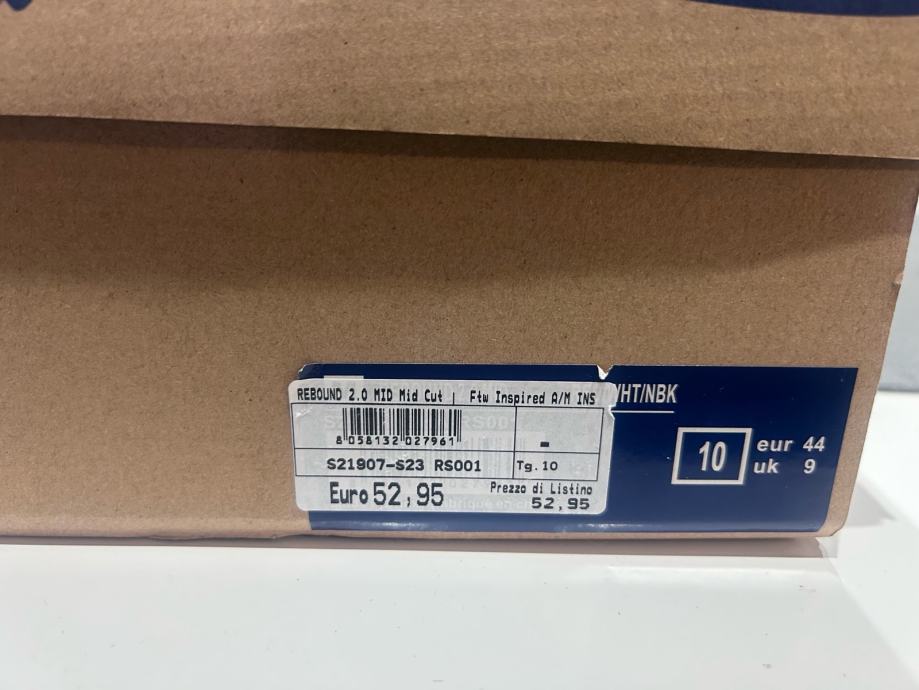 REBOUND 2.0 MID Mid Cut | Ftw Inspired A/M INS
WHT/NBK
8 058132 027961
-
S21907-S23 RS001
Tg. 10
Euro 52,95
Prezzo di Listino
52,95
10
eur 44
uk 9